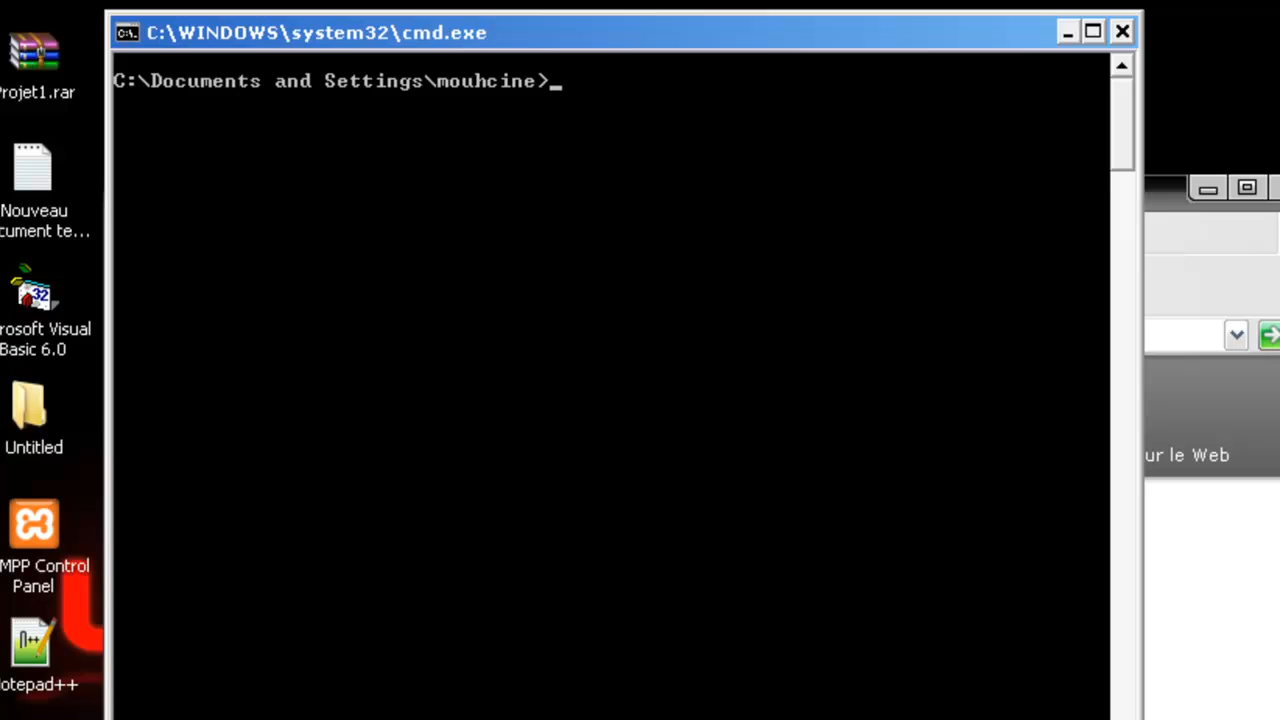 C:\WINDOWS\system32\cmd.exe
C:\Documents and Settings\mouhcine>_
Projet1.rar
Nouveau
cument te...
rosoft Visual
Basic 6.0
Untitled
MPP Control
Panel
otepad++
ur le Web